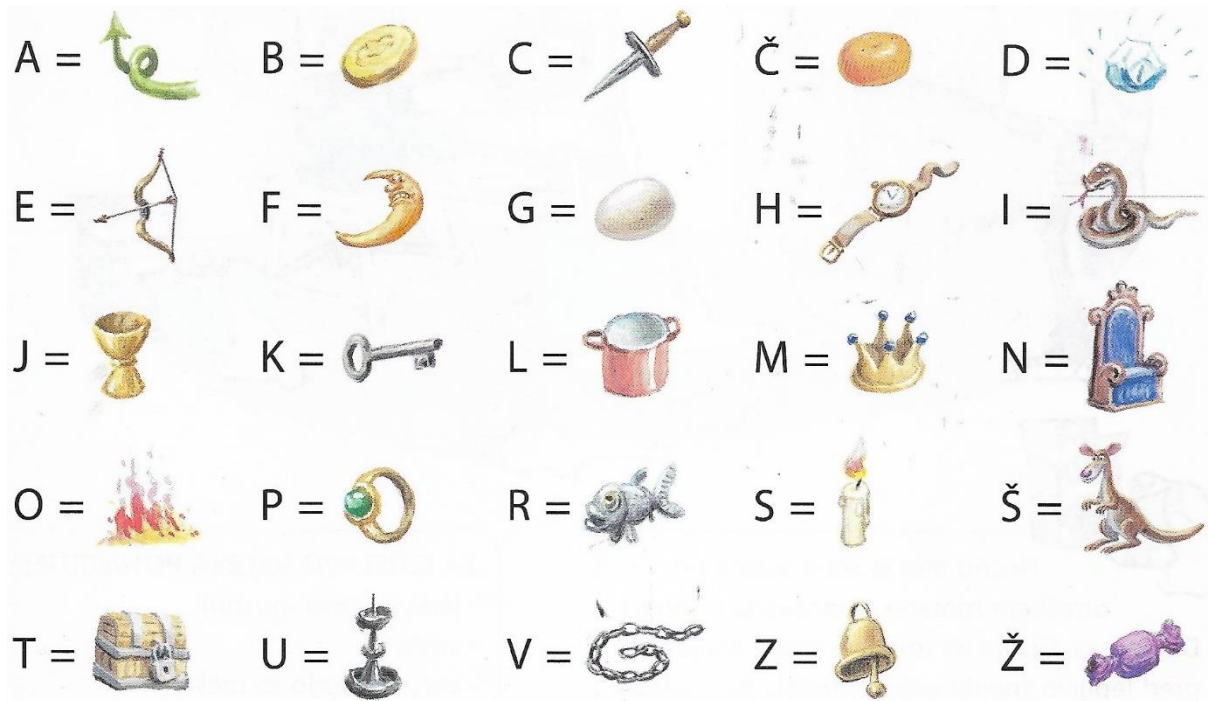 A = B = C = Č = D =
E = F = G = H = I =
J = K = L = M = N =
O = P = R = S = Š =
T = U = V = Z = Ž =